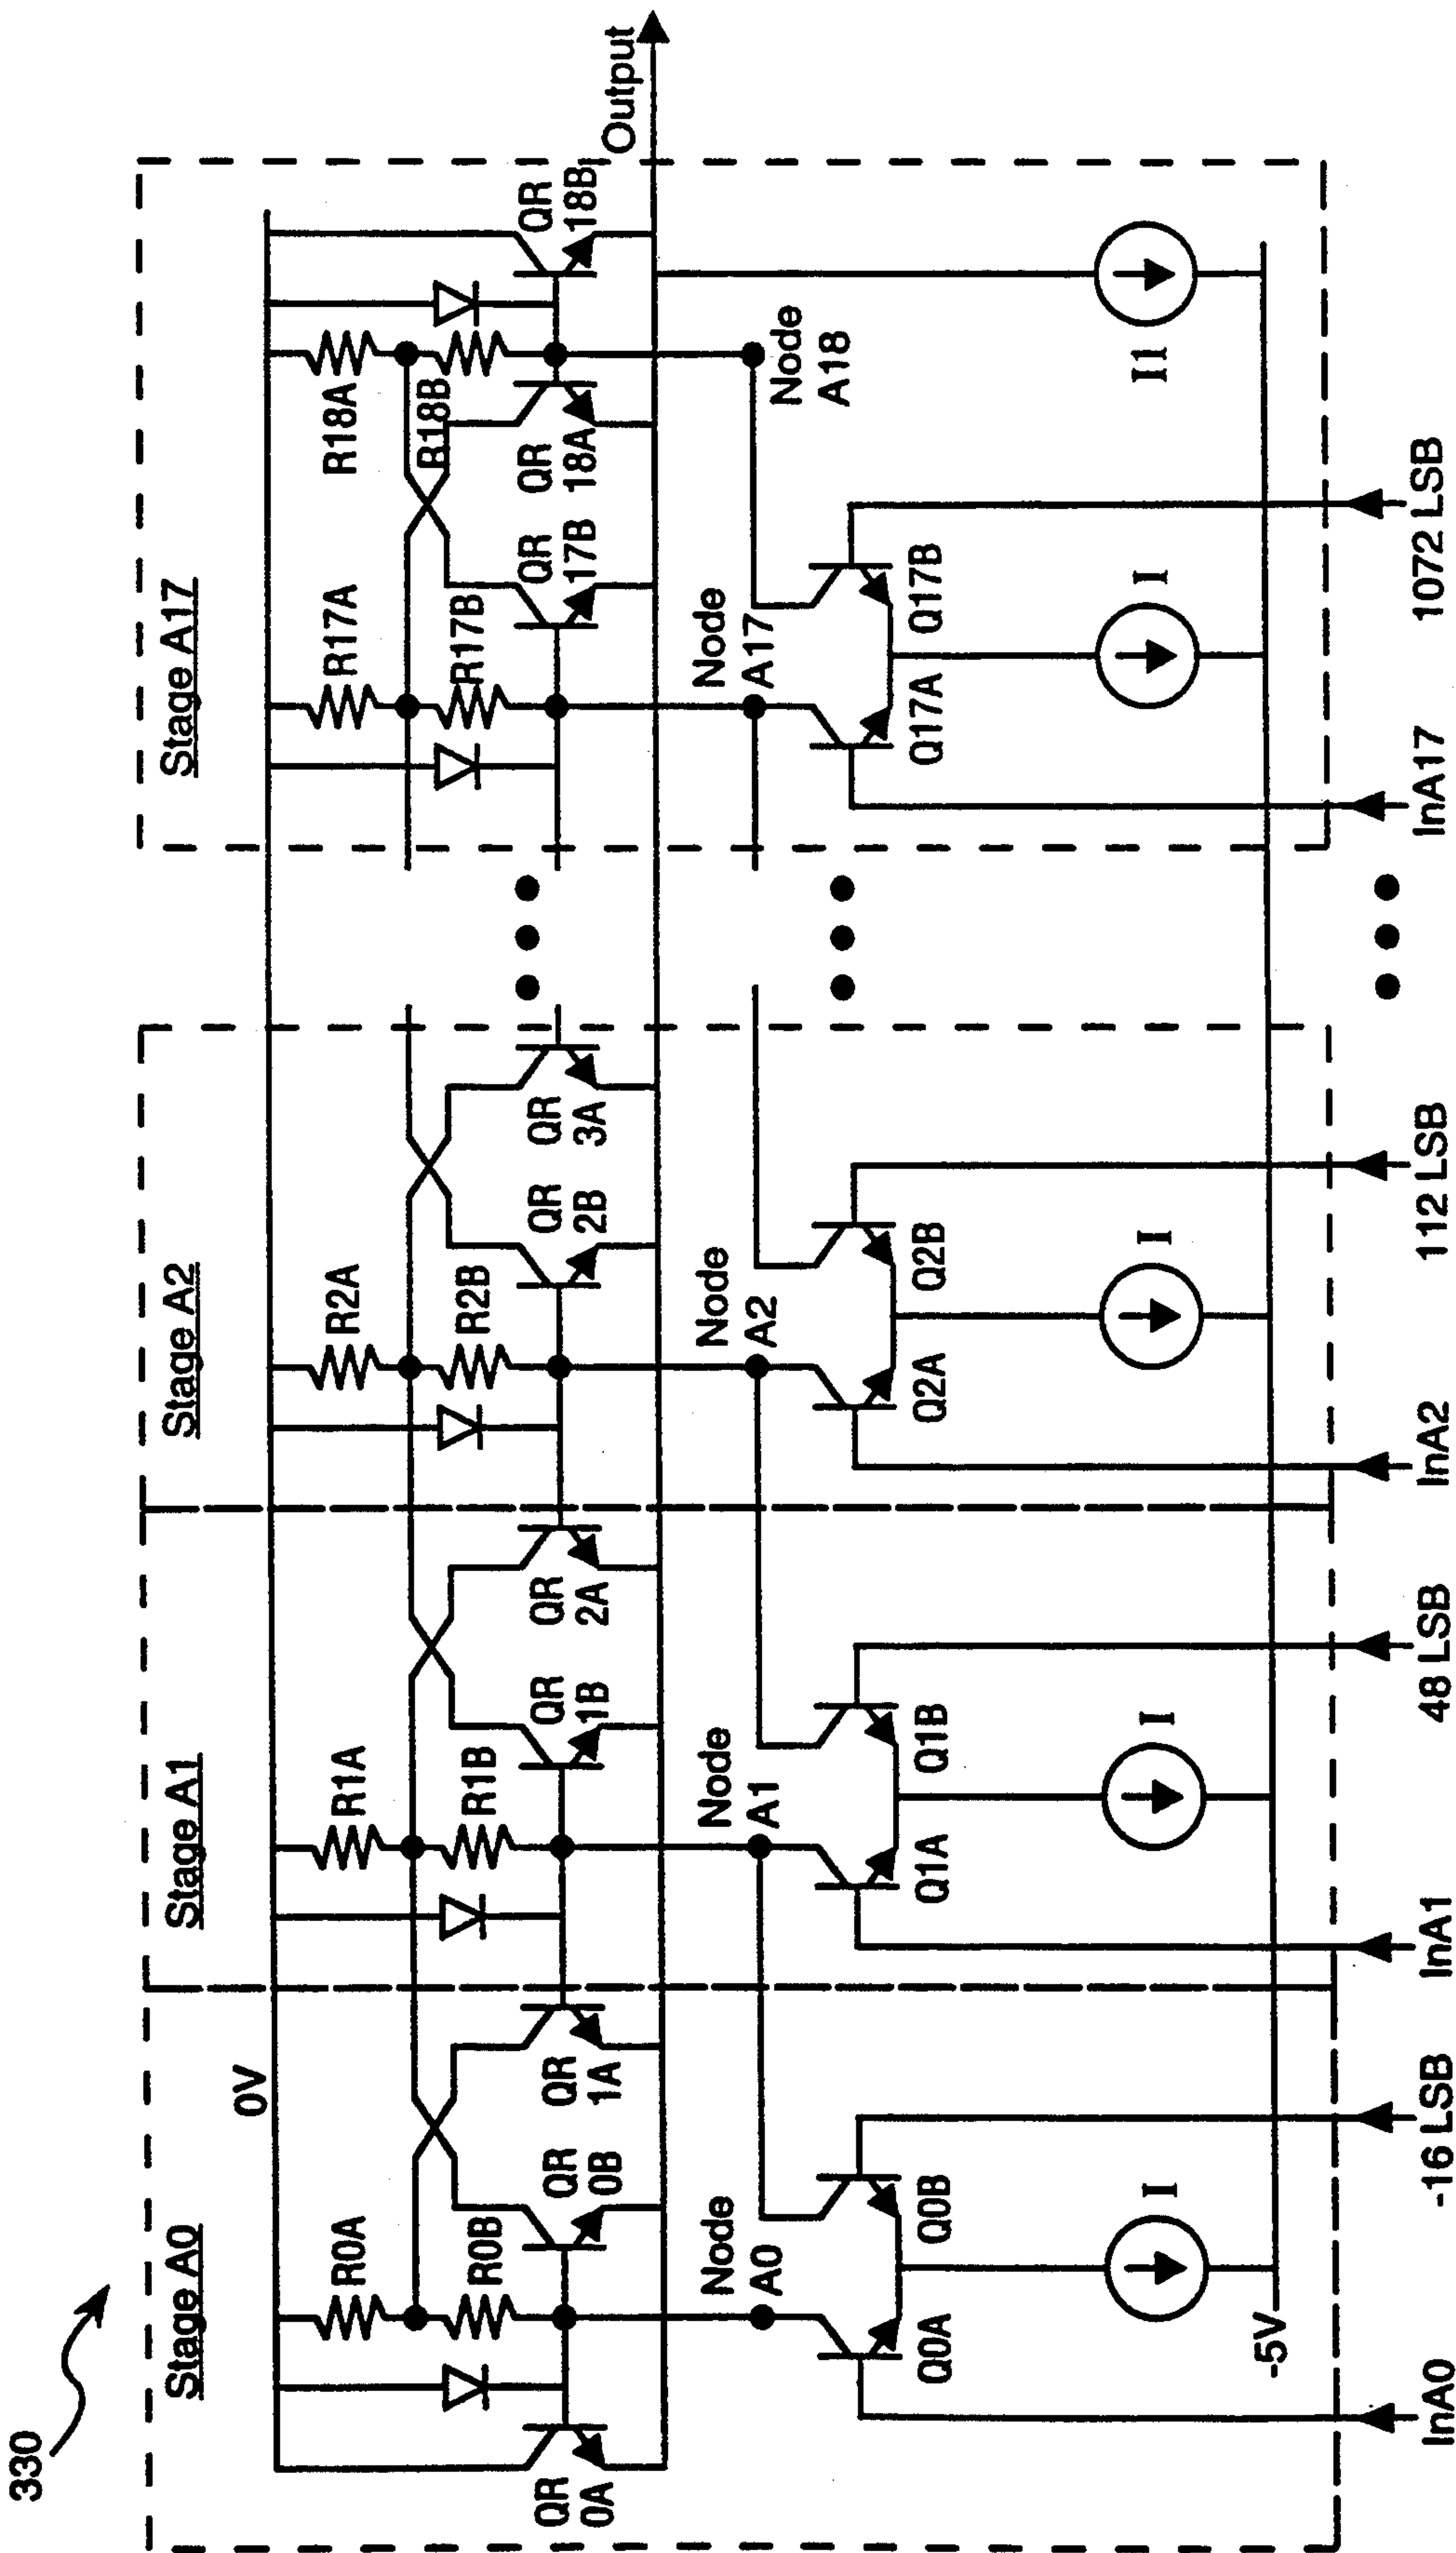 330
Stage A0
Stage A1
Stage A2
Stage A17
0V
R0A
R1A
R2A
R17A
R18A
R0B
R1B
R2B
R17B
R18B
QR
0A
QR
0B
QR
1A
QR
1B
QR
2A
QR
2B
QR
3A
QR
17B
QR
18A
QR
18B
Output
Node
A0
Node
A1
Node
A2
Node
A17
Node
A18
Q0A
Q0B
Q1A
Q1B
Q2A
Q2B
Q17A
Q17B
I
I
I
I
I1
-5V
InA0
-16 LSB
InA1
48 LSB
InA2
112 LSB
InA17
1072 LSB